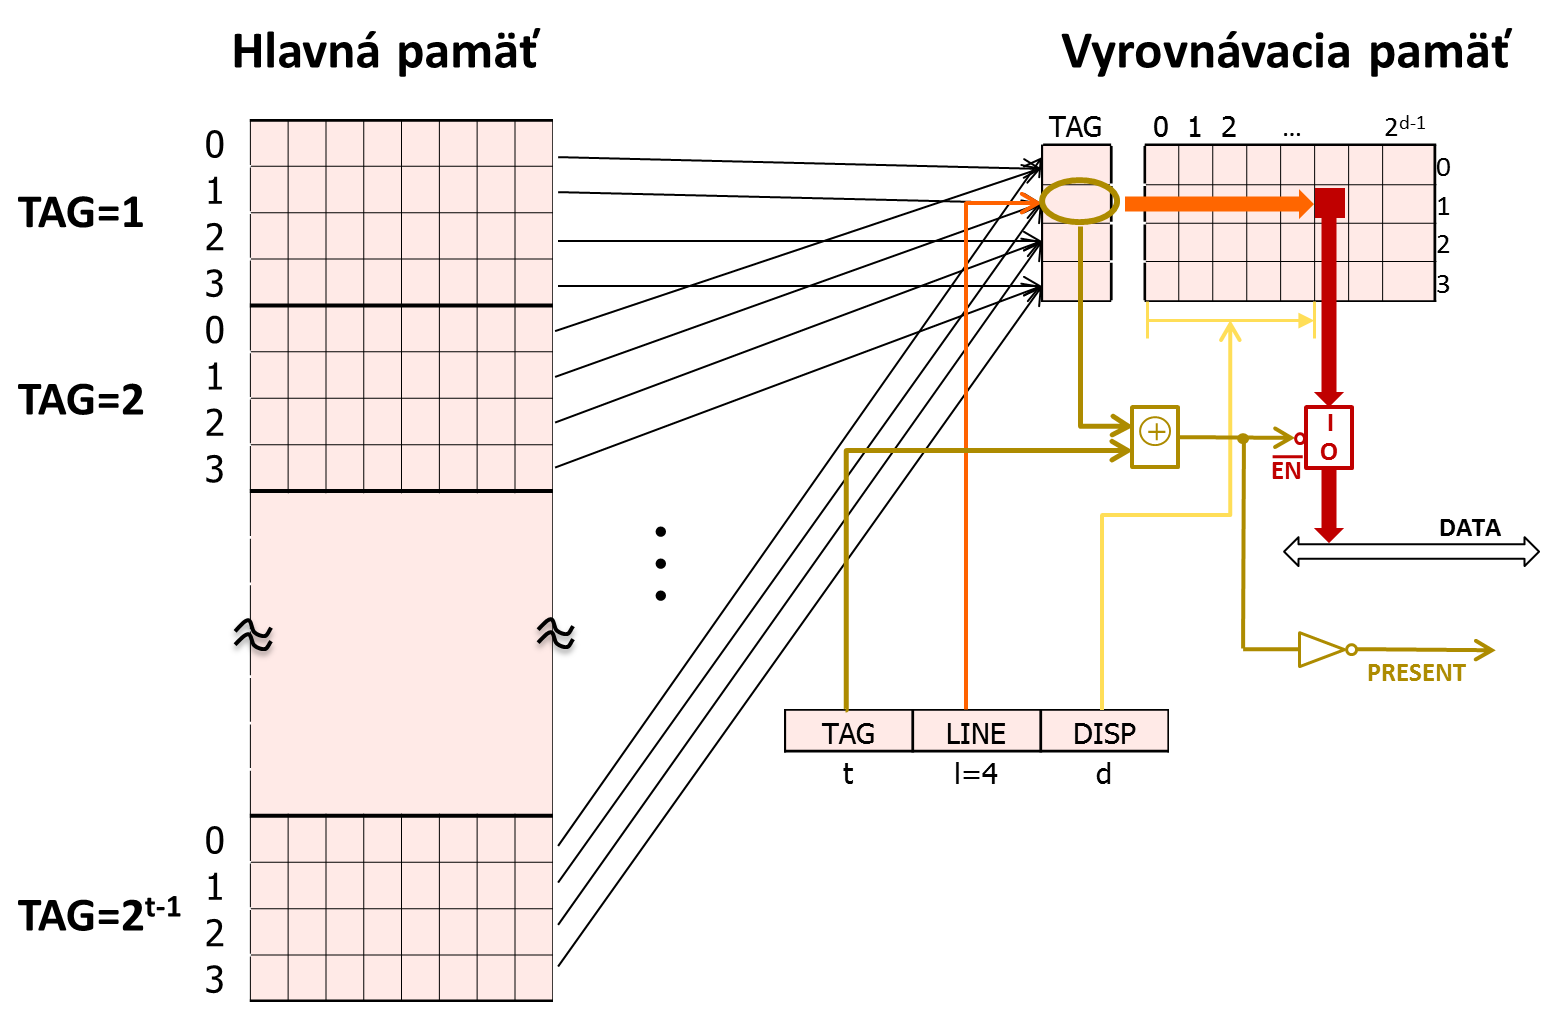 Hlavná pamäť
Vyrovnávacia pamäť
TAG 0 1 2 ... 2^d-1
0
1
2
3
TAG=1
0
1
2
3
TAG=2
0
1
2
3
TAG=2^t-1
0
1
2
3
+
I
O
EN
DATA
PRESENT
TAG LINE DISP
t l=4 d